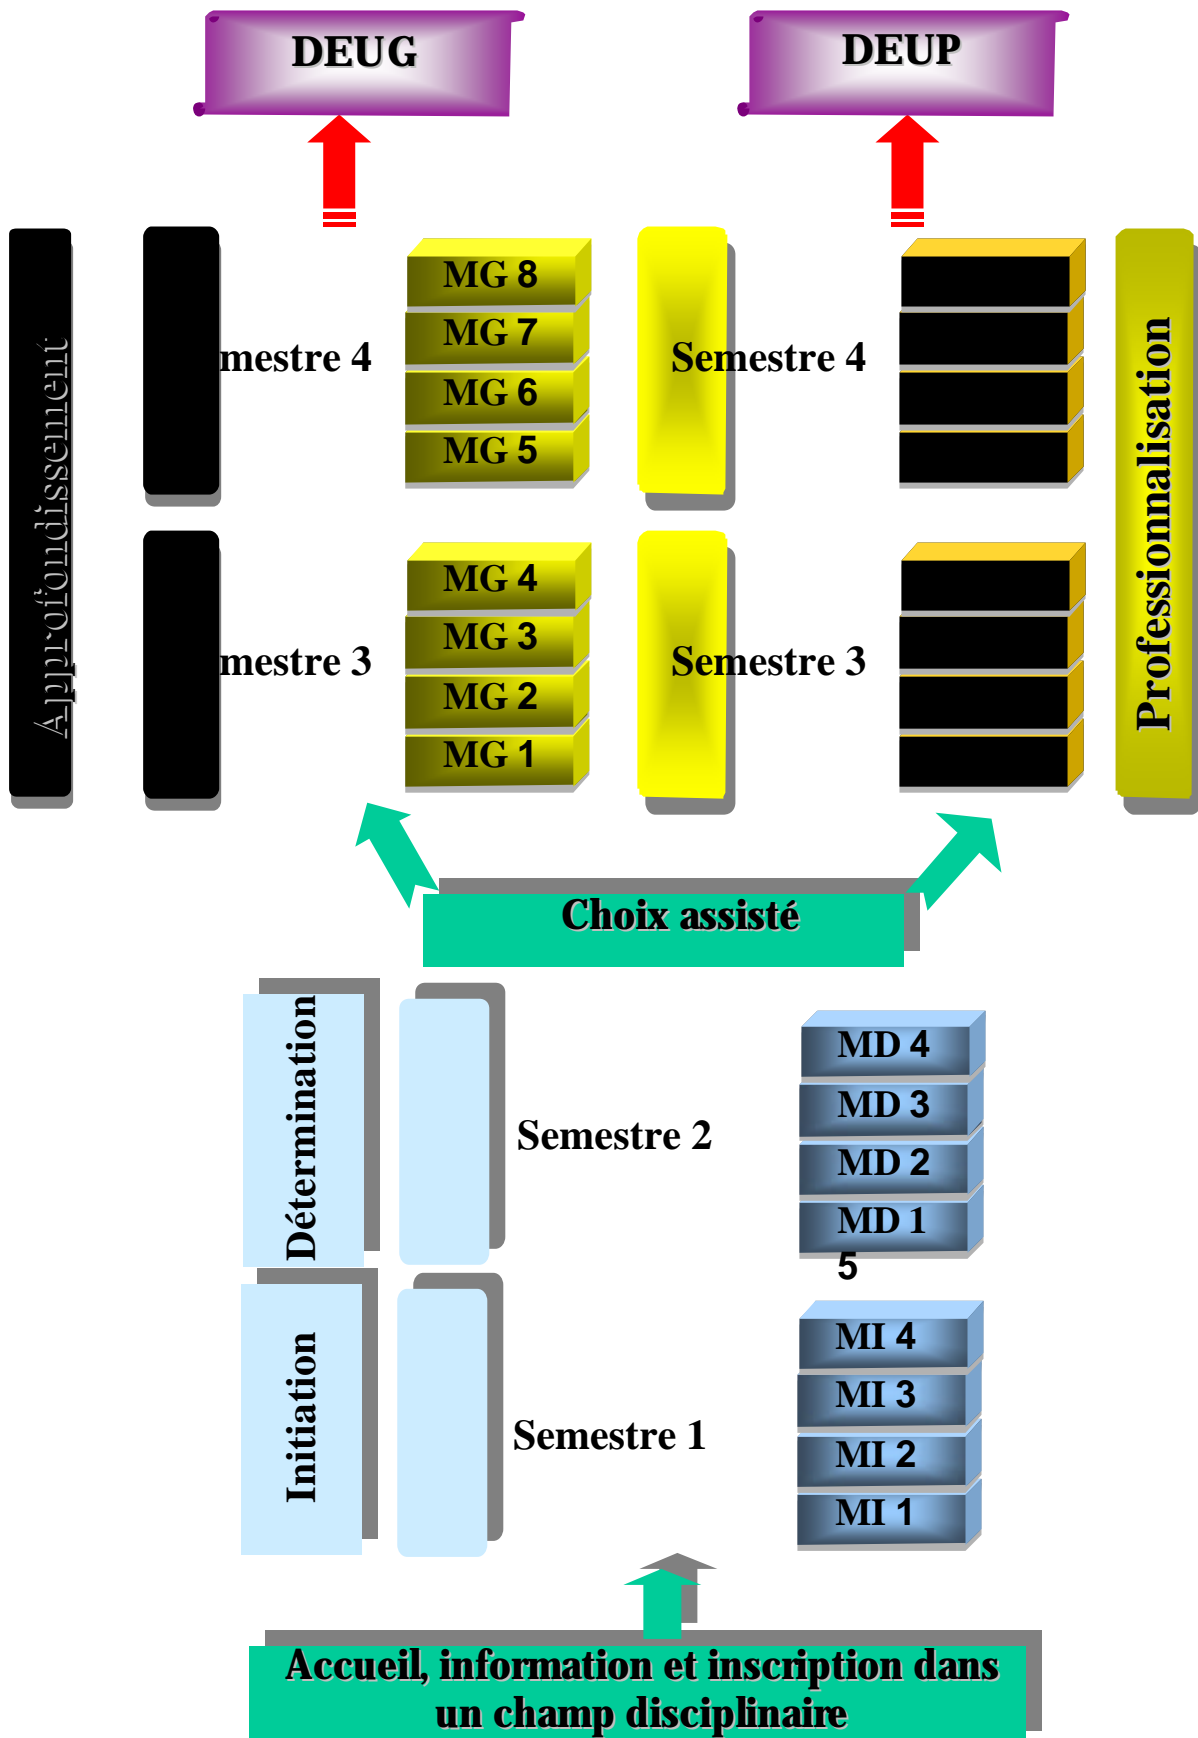 DEUG
DEUP
Approfondissement
mestre 4
MG 8
MG 7
MG 6
MG 5
Semestre 4
Professionnalisation
mestre 3
MG 4
MG 3
MG 2
MG 1
Semestre 3
Choix assisté
Détermination
Semestre 2
MD 4
MD 3
MD 2
MD 1
5
Initiation
Semestre 1
MI 4
MI 3
MI 2
MI 1
Accueil, information et inscription dans
un champ disciplinaire